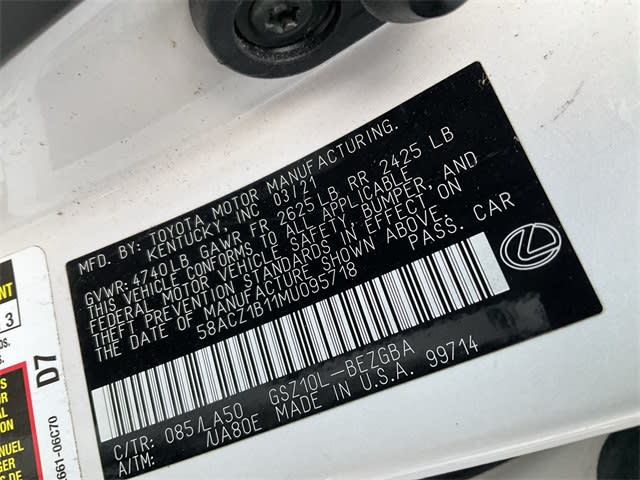 MFD. BY: TOYOTA MOTOR MANUFACTURING.
KENTUCKY, INC 03/21
GVWR: 4740LB GAWR FR 2625LB RR 2425 LB
THIS VEHICLE CONFORMS TO ALL APPLICABLE
FEDERAL MOTOR VEHICLE SAFETY BUMPER, AND
THEFT PREVENTION STANDARDS IN EFFECT ON
THE DATE OF MANUFACTURE SHOWN ABOVE.
58ACZ1B11MU095718 PASS. CAR
C/TR: 085/LA50 GSZ10L-BEZGBA
A/TM: /UA80E MADE IN U.S.A. 99714
D7
661-06C70